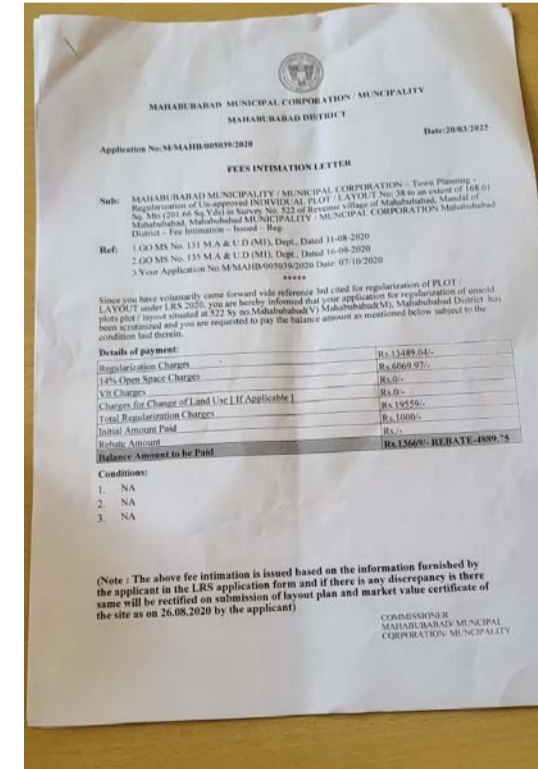 MAHABUBABAD MUNICIPAL CORPORATION / MUNCIPALITY
MAHABUBABAD DISTRICT
Application No:M/MAHB/005039/2020
Date:20/03/2025
FEES INTIMATION LETTER
Sub: MAHABUBABAD MUNICIPALITY / MUNICIPAL CORPORATION – Town Planning -
Regularization of Un-approved INDIVIDUAL PLOT / LAYOUT No: 38 to an extent of 168.61
Sq. Mts (201.66 Sq.Yds) in Survey No. 522 of Revenue village of Mahabubabad, Mandal of
Mahabubabad, Mahabubabad MUNICIPALITY / MUNCIPAL CORPORATION Mahabubabad
District – Fee Intimation – Issued – Reg.
Ref: 1.GO MS No. 131 M.A & U.D (M1), Dept., Dated 31-08-2020
2.GO MS No. 135 M.A & U.D (M1), Dept., Dated 16-09-2020
3.Your Application No.M/MAHB/005039/2020 Date: 07/10/2020
*****
Since you have voluntarily came forward vide reference 3rd cited for regularization of PLOT /
LAYOUT under LRS 2020, you are hereby informed that your application for regularization of unsold
plots plot / layout situated at 522 Sy no,Mahabubabad(V) Mahabubabad(M), Mahabubabad District has
been scrutinized and you are requested to pay the balance amount as mentioned below subject to the
condition laid therein.
Details of payment:
Regularization Charges Rs.13489.04/-
14% Open Space Charges Rs.6069.97/-
Vlt Charges Rs.0/-
Charges for Change of Land Use [ If Applicable ] Rs.0/-
Total Regularization Charges Rs.19559/-
Initial Amount Paid Rs.1000/-
Rebate Amount Rs./-
Balance Amount to be Paid Rs.13669/- REBATE-4889.75
Conditions:
1. NA
2. NA
3. NA
(Note : The above fee intimation is issued based on the information furnished by
the applicant in the LRS application form and if there is any discrepancy is there
same will be rectified on submission of layout plan and market value certificate of
the site as on 26.08.2020 by the applicant)
COMMISSIONER
MAHABUBABAD/ MUNCIPAL
CORPORATION/ MUNCIPALITY